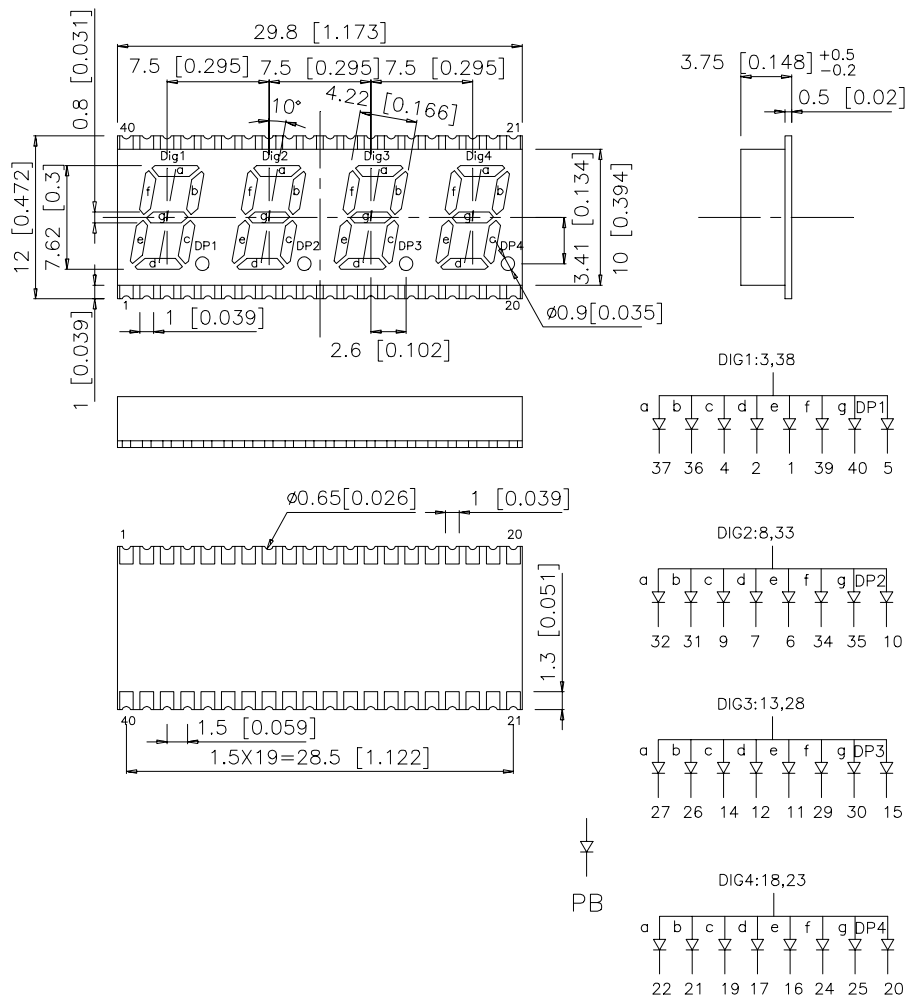 29.8 [1.173]
7.5 [0.295] 7.5 [0.295] 7.5 [0.295]
0.8 [0.031]
10° 4.22 [0.166]
40 21
Dig1 Dig2 Dig3 Dig4
a a a a
f b f b f b f b
g g g g
e c e c e c e c
d d d d
DP1 DP2 DP3 DP4
12 [0.472]
7.62 [0.3]
3.41 [0.134]
10 [0.394]
1 20
1 [0.039]
1 [0.039]
2.6 [0.102]
ø0.9[0.035]
3.75 [0.148] +0.5 -0.2
0.5 [0.02]
ø0.65[0.026]
1 [0.039]
1 20
1.3 [0.051]
40 21
1.5 [0.059]
1.5X19=28.5 [1.122]
PB
DIG1:3,38
a b c d e f g DP1
37 36 4 2 1 39 40 5
DIG2:8,33
a b c d e f g DP2
32 31 9 7 6 34 35 10
DIG3:13,28
a b c d e f g DP3
27 26 14 12 11 29 30 15
DIG4:18,23
a b c d e f g DP4
22 21 19 17 16 24 25 20